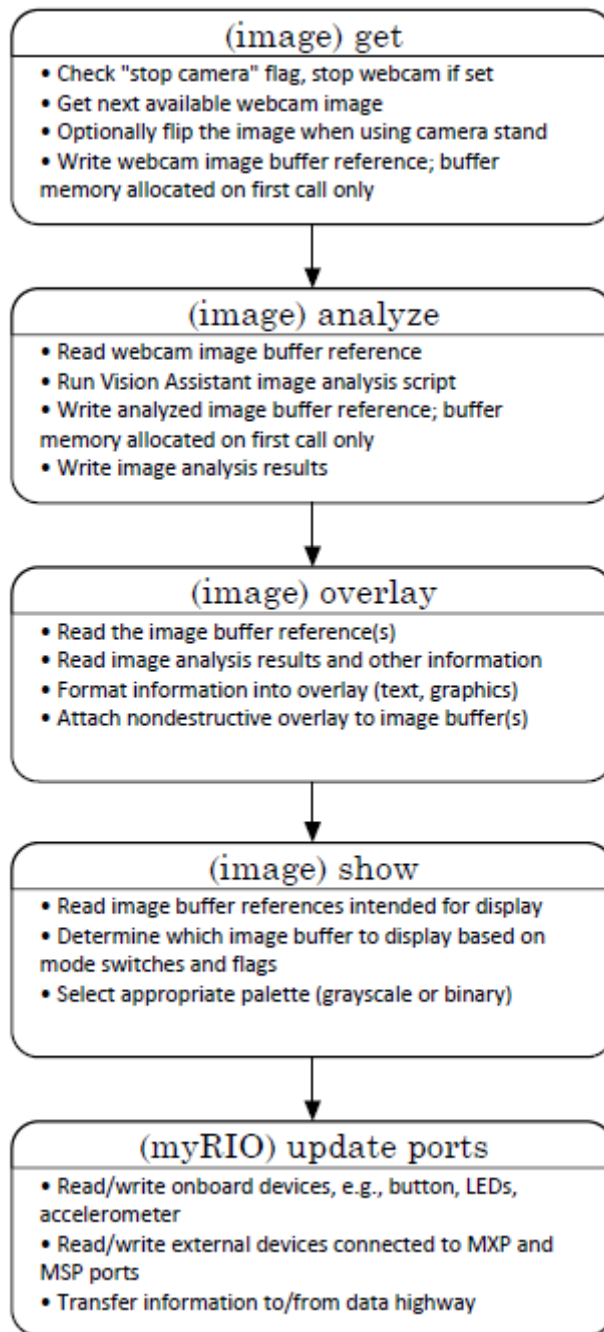 (image) get
• Check "stop camera" flag, stop webcam if set
• Get next available webcam image
• Optionally flip the image when using camera stand
• Write webcam image buffer reference; buffer
memory allocated on first call only
(image) analyze
• Read webcam image buffer reference
• Run Vision Assistant image analysis script
• Write analyzed image buffer reference; buffer
memory allocated on first call only
• Write image analysis results
(image) overlay
• Read the image buffer reference(s)
• Read image analysis results and other information
• Format information into overlay (text, graphics)
• Attach nondestructive overlay to image buffer(s)
(image) show
• Read image buffer references intended for display
• Determine which image buffer to display based on
mode switches and flags
• Select appropriate palette (grayscale or binary)
(myRIO) update ports
• Read/write onboard devices, e.g., button, LEDs,
accelerometer
• Read/write external devices connected to MXP and
MSP ports
• Transfer information to/from data highway